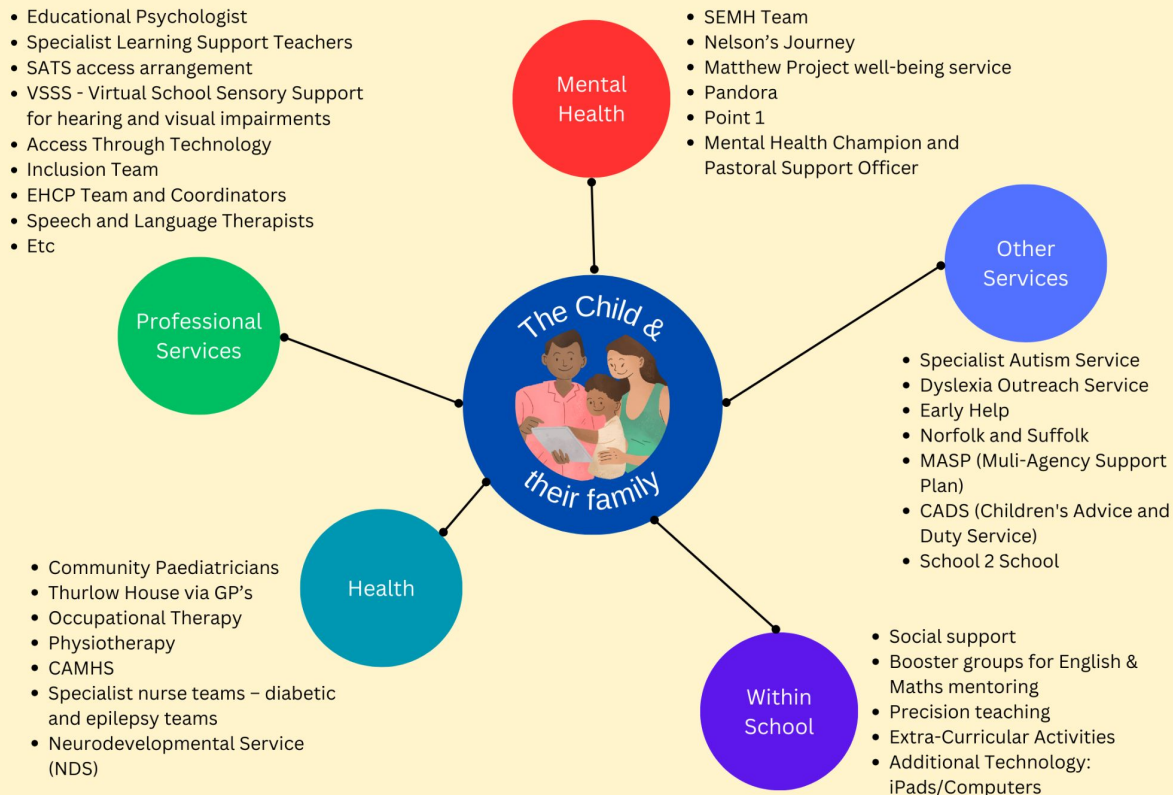 • Educational Psychologist
• Specialist Learning Support Teachers
• SATS access arrangement
• VSSS - Virtual School Sensory Support
for hearing and visual impairments
• Access Through Technology
• Inclusion Team
• EHCP Team and Coordinators
• Speech and Language Therapists
• Etc
Mental
Health
• SEMH Team
• Nelson’s Journey
• Matthew Project well-being service
• Pandora
• Point 1
• Mental Health Champion and
Pastoral Support Officer
Professional
Services
The Child &
their family
Other
Services
• Specialist Autism Service
• Dyslexia Outreach Service
• Early Help
• Norfolk and Suffolk
• MASP (Muli-Agency Support
Plan)
• CADS (Children's Advice and
Duty Service)
• School 2 School
• Community Paediatricians
• Thurlow House via GP’s
• Occupational Therapy
• Physiotherapy
• CAMHS
• Specialist nurse teams – diabetic
and epilepsy teams
• Neurodevelopmental Service
(NDS)
Health
Within
School
• Social support
• Booster groups for English &
Maths mentoring
• Precision teaching
• Extra-Curricular Activities
• Additional Technology:
iPads/Computers